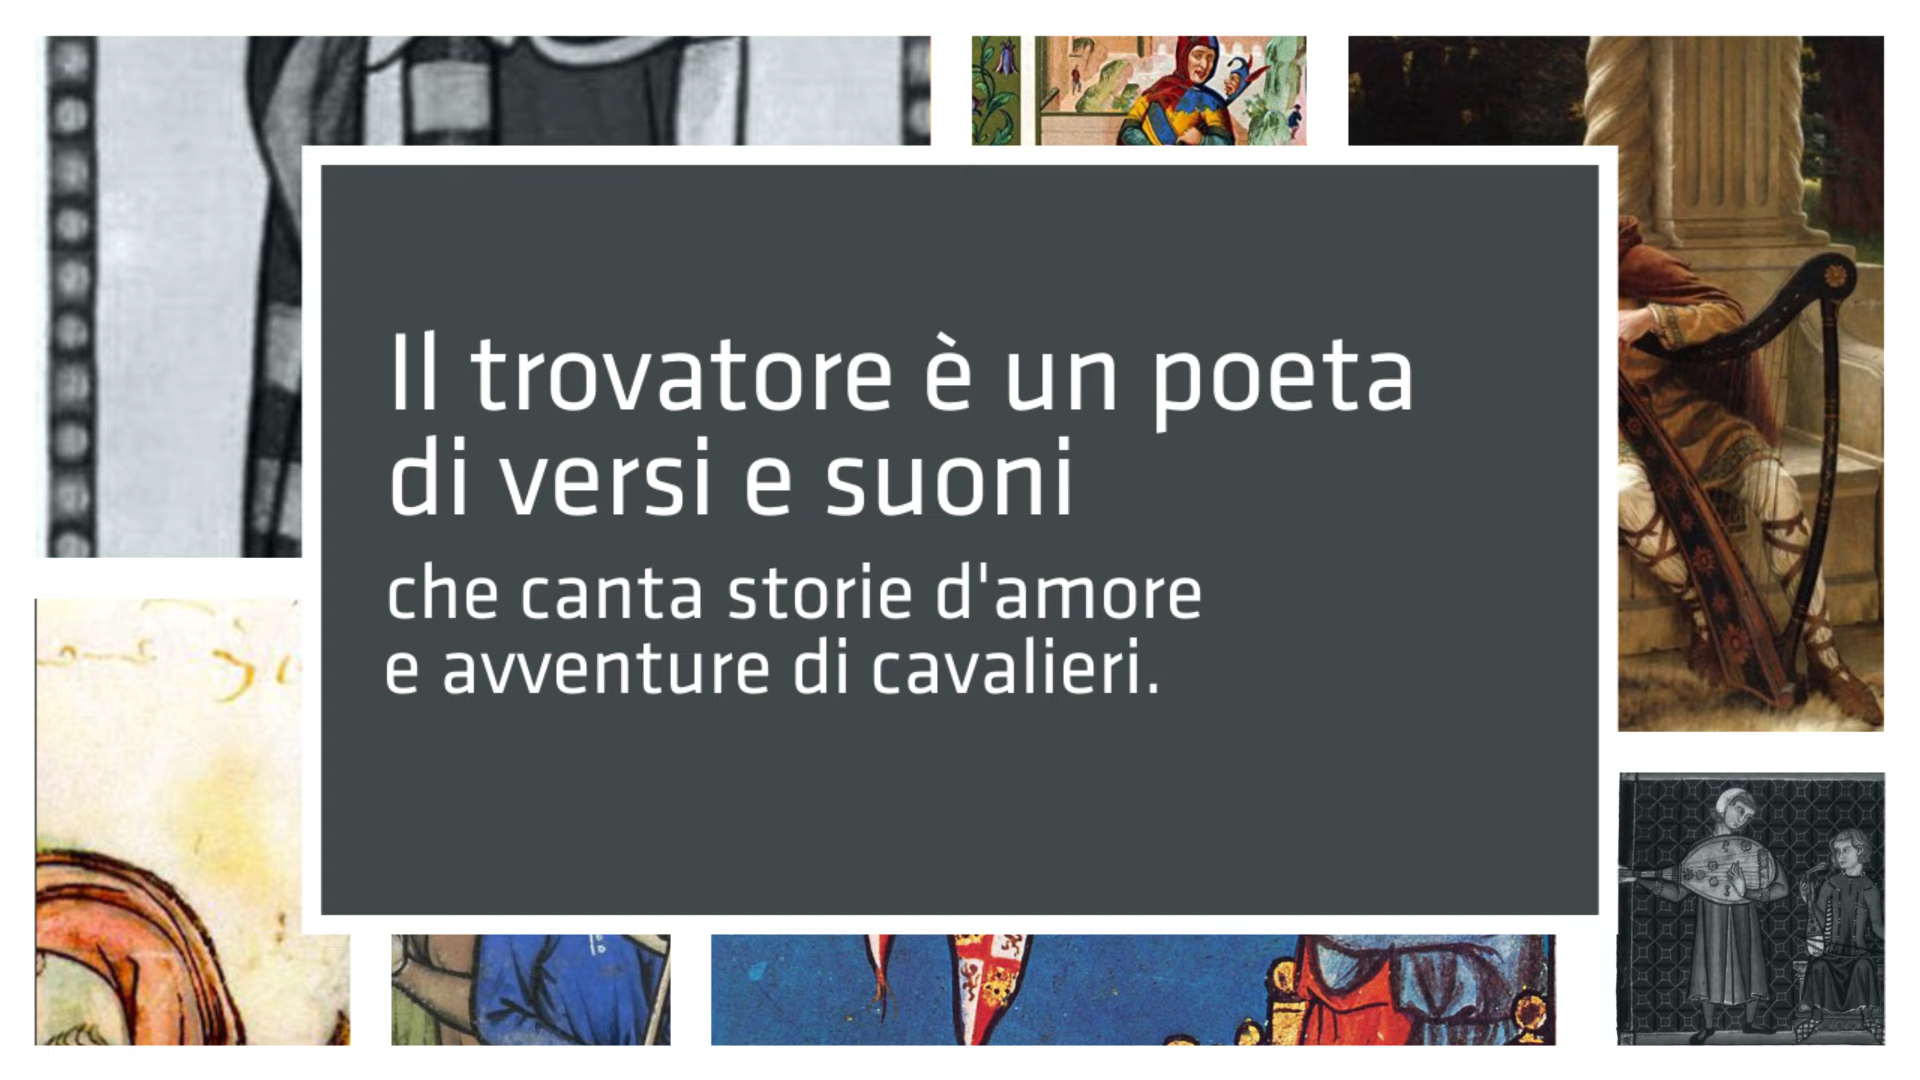 Il trovatore è un poeta
di versi e suoni
che canta storie d'amore
e avventure di cavalieri.